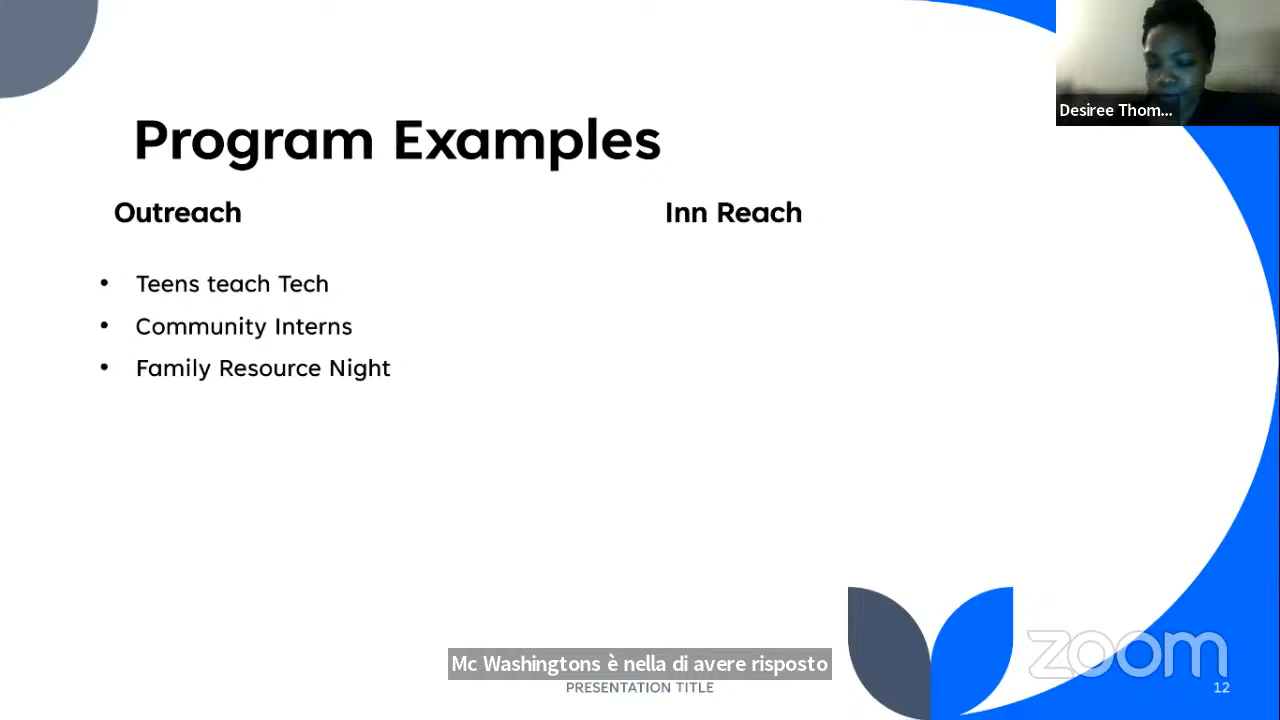 Desiree Thom...
Program Examples
Outreach
Inn Reach
• Teens teach Tech
• Community Interns
• Family Resource Night
Mc Washingtons è nella di avere risposto
PRESENTATION TITLE
zoom
12